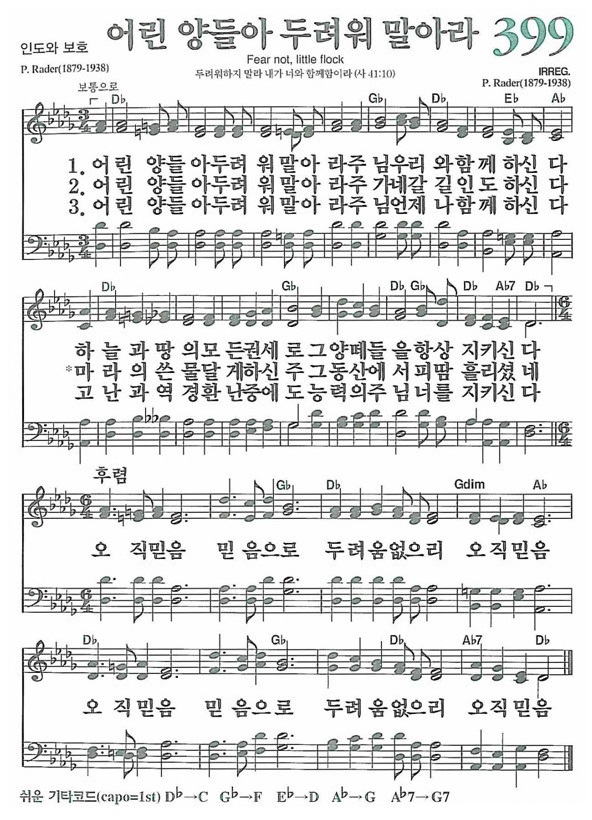 인도와 보호 어린 양들아 두려워 말아라 399
Fear not, little flock
P. Rader(1879-1938) 두려워하지 말라 내가 너와 함께함이라 (사 41:10) IRREG.
P. Rader(1879-1938)
보통으로
D♭ G♭ D♭ E♭ A♭
1. 어린 양들 아두려 워말아 라주 님우리 와함께 하신 다
2. 어린 양들 아두려 워말아 라주 가네갈 길인도 하신 다
3. 어린 양들 아두려 워말아 라주 님언제 나함께 하신 다
D♭ G♭ D♭ A♭7 D♭
하 늘과 땅 의모 든권세 로그 양떼들 을항상 지키신 다
*마 라의 쓴 물달 게하신 주그 동산에 서피땀 흘리셨 네
고 난과 역 경환 난중에 도능 력의주 님너를 지키신 다
후렴
G♭ D♭ Gdim A♭
오 직믿음 믿 음으로 두 려움없으리 오 직믿음
D♭ G♭ D♭ A♭7 D♭
오 직믿음 믿 음으로 두 려움없으리 오 직믿음
쉬운 기타코드(capo=1st) D♭→C G♭→F E♭→D A♭→G A♭7→G7